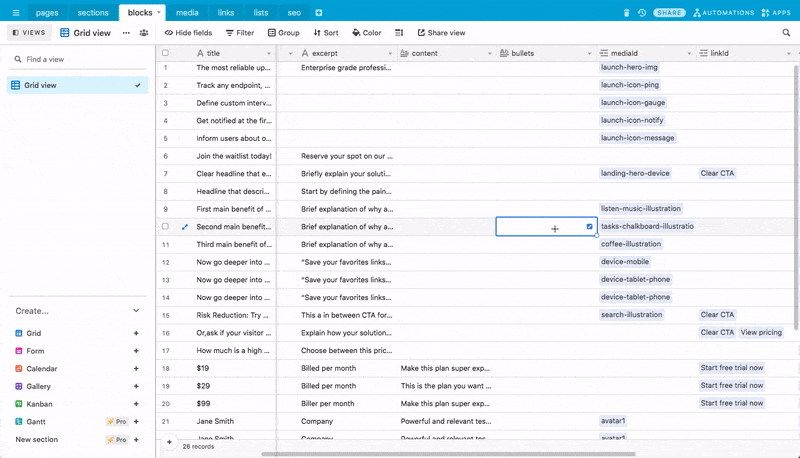 pages sections blocks media links lists seo SHARE AUTOMATIONS APPS
VIEWS Grid view Hide fields Filter Group Sort Color Share view
Find a view
Grid view
Create...
Grid
Form
Calendar
Gallery
Kanban
Gantt Pro
New section Pro
title excerpt content bullets mediaId linkId
1 The most reliable up... Enterprise grade professi... launch-hero-img
2 Track any endpoint, ... launch-icon-ping
3 Define custom interv... launch-icon-gauge
4 Get notified at the fir... launch-icon-notify
5 Inform users about o... launch-icon-message
6 Join the waitlist today! Reserve your spot on our ...
7 Clear headline that e... Briefly explain your soluti... landing-hero-device Clear CTA
8 Headline that descri... Start by defining the pain...
9 First main benefit of ... Brief explanation of why a... listen-music-illustration
Second main benefit... Brief explanation of why a... tasks-chalkboard-illustratio
11 Third main benefit of... Brief explanation of why a... coffee-illustration
12 Now go deeper into ... “Save your favorites links... device-mobile
13 Now go deeper into ... “Save your favorites links... device-tablet-phone
14 Now go deeper into ... “Save your favorites links... device-tablet-phone
15 Risk Reduction: Try ... This a in between CTA for... search-illustration Clear CTA
16 Or,ask if your visitor ... Explain how your solution... Clear CTA View pricing
17 How much is a high ... Choose between this pric...
18 $19 Billed per month Make this plan super exp... Start free trial now
19 $29 Billed per month This is the plan you want ... Start free trial now
20 $99 Biller per month Make this plan super exp... Start free trial now
21 Jane Smith Company Powerful and relevant tes... avatar1
Jane Smith Company Powerful and relevant tes... avatar1
26 records